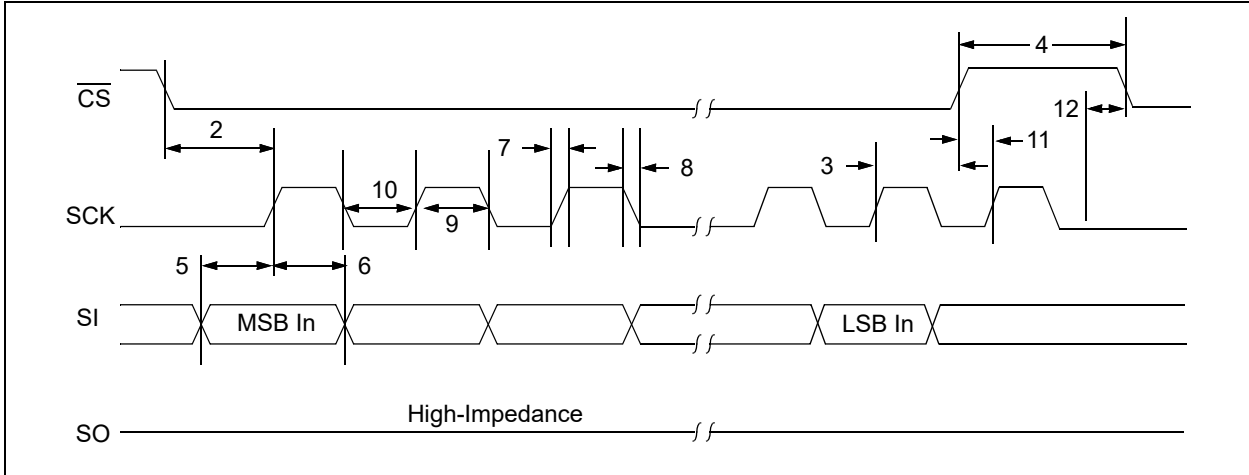 4
CS
12
2
7
11
3
8
10
SCK
9
5
6
SI
MSB In
LSB In
High-Impedance
SO